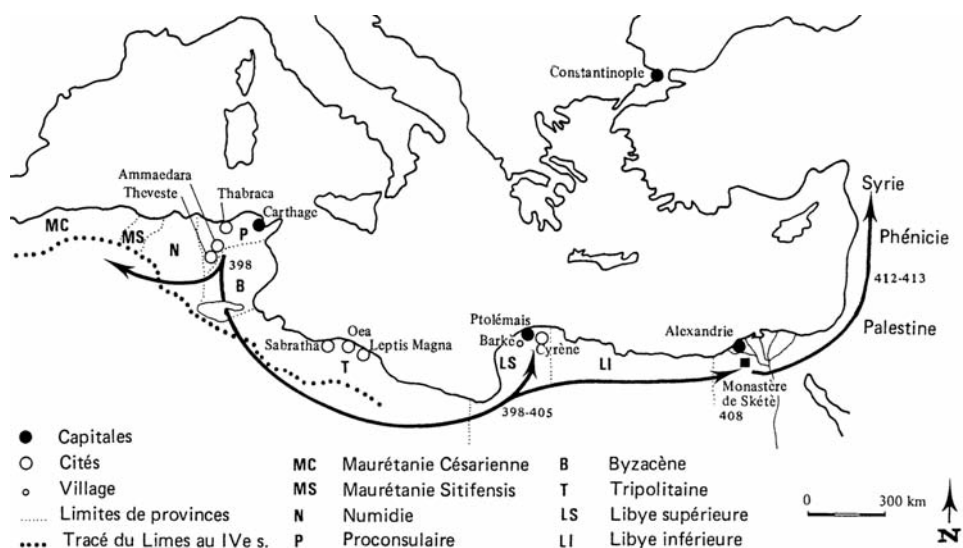 Constantinople
Ammaedara
Theveste
Thabraca
Carthage
Syrie
Phénicie
412-413
Palestine
MC
MS
N
P
B
398
Ptolémais
Barkè
Cyrène
Alexandrie
Oea
Sabratha
Leptis Magna
T
LS
LI
Monastère
de Skétè
408
398-405
Capitales
Cités
Village
Limites de provinces
Tracé du Limes au IVe s.
MC Maurétanie Césarienne
MS Maurétanie Sitifensis
N Numidie
P Proconsulaire
B Byzacène
T Tripolitaine
LS Libye supérieure
LI Libye inférieure
0 300 km
N